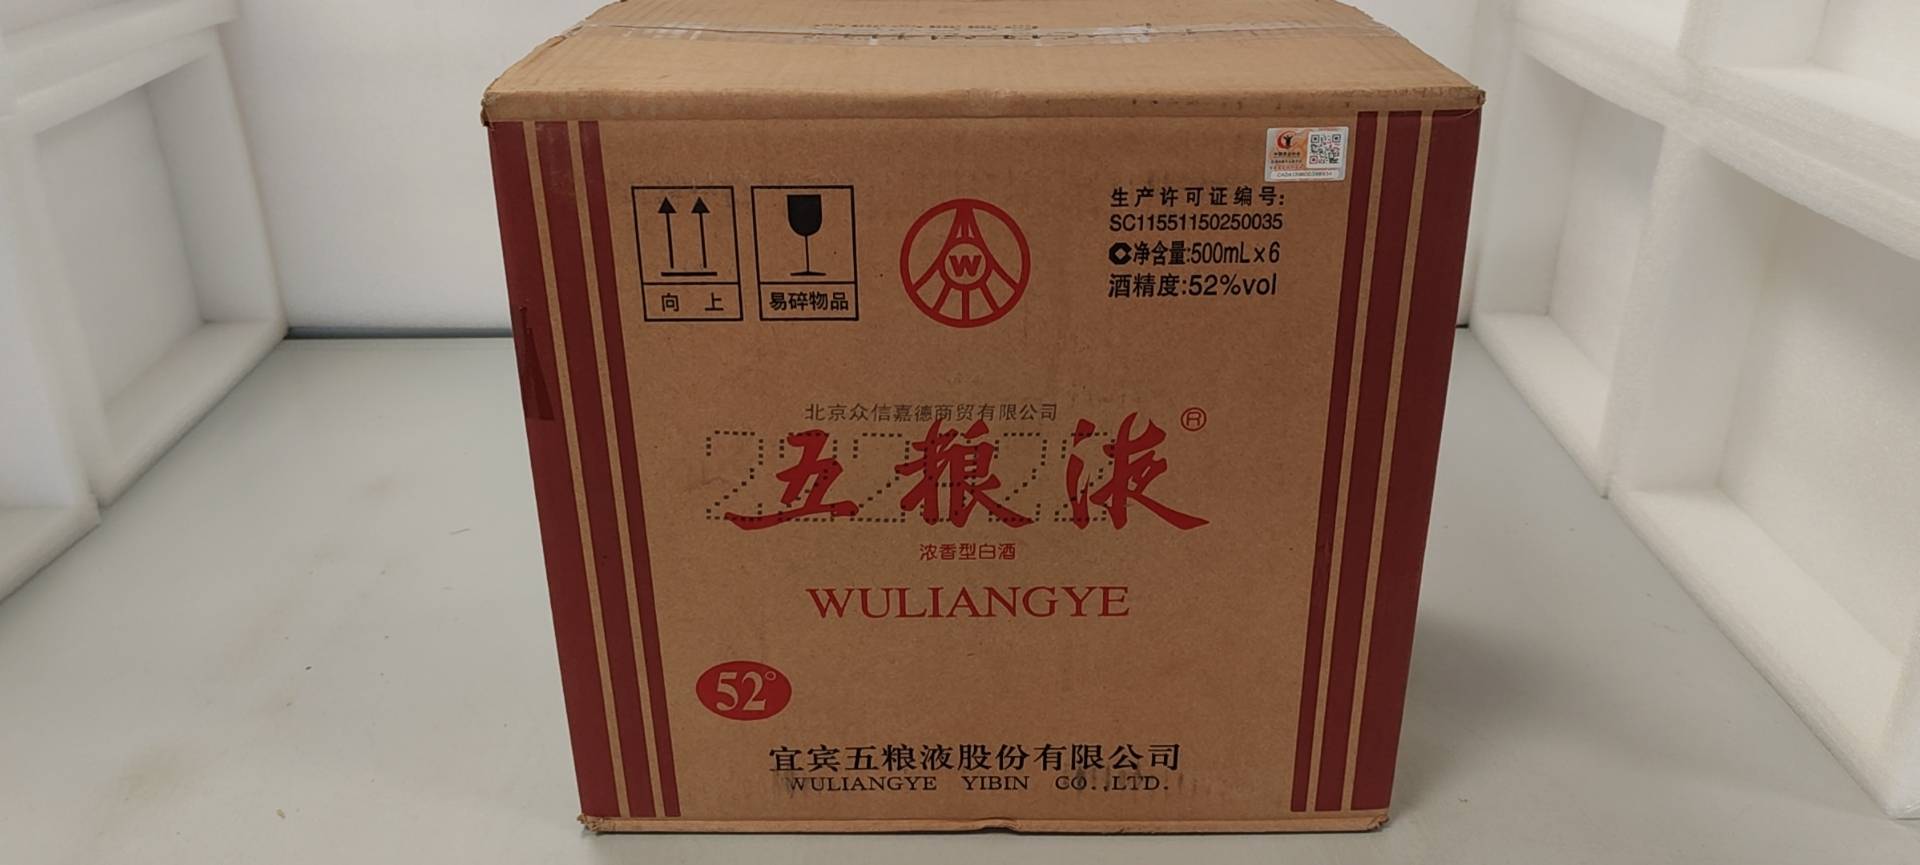 生产许可证编号:
SC11551150250035
净含量:500mL×6
酒精度:52%vol
向 上
易碎物品
W
北京众信嘉德商贸有限公司
五粮液®
浓香型白酒
WULIANGYE
52°
宜宾五粮液股份有限公司
WULIANGYE YIBIN CO.,LTD.